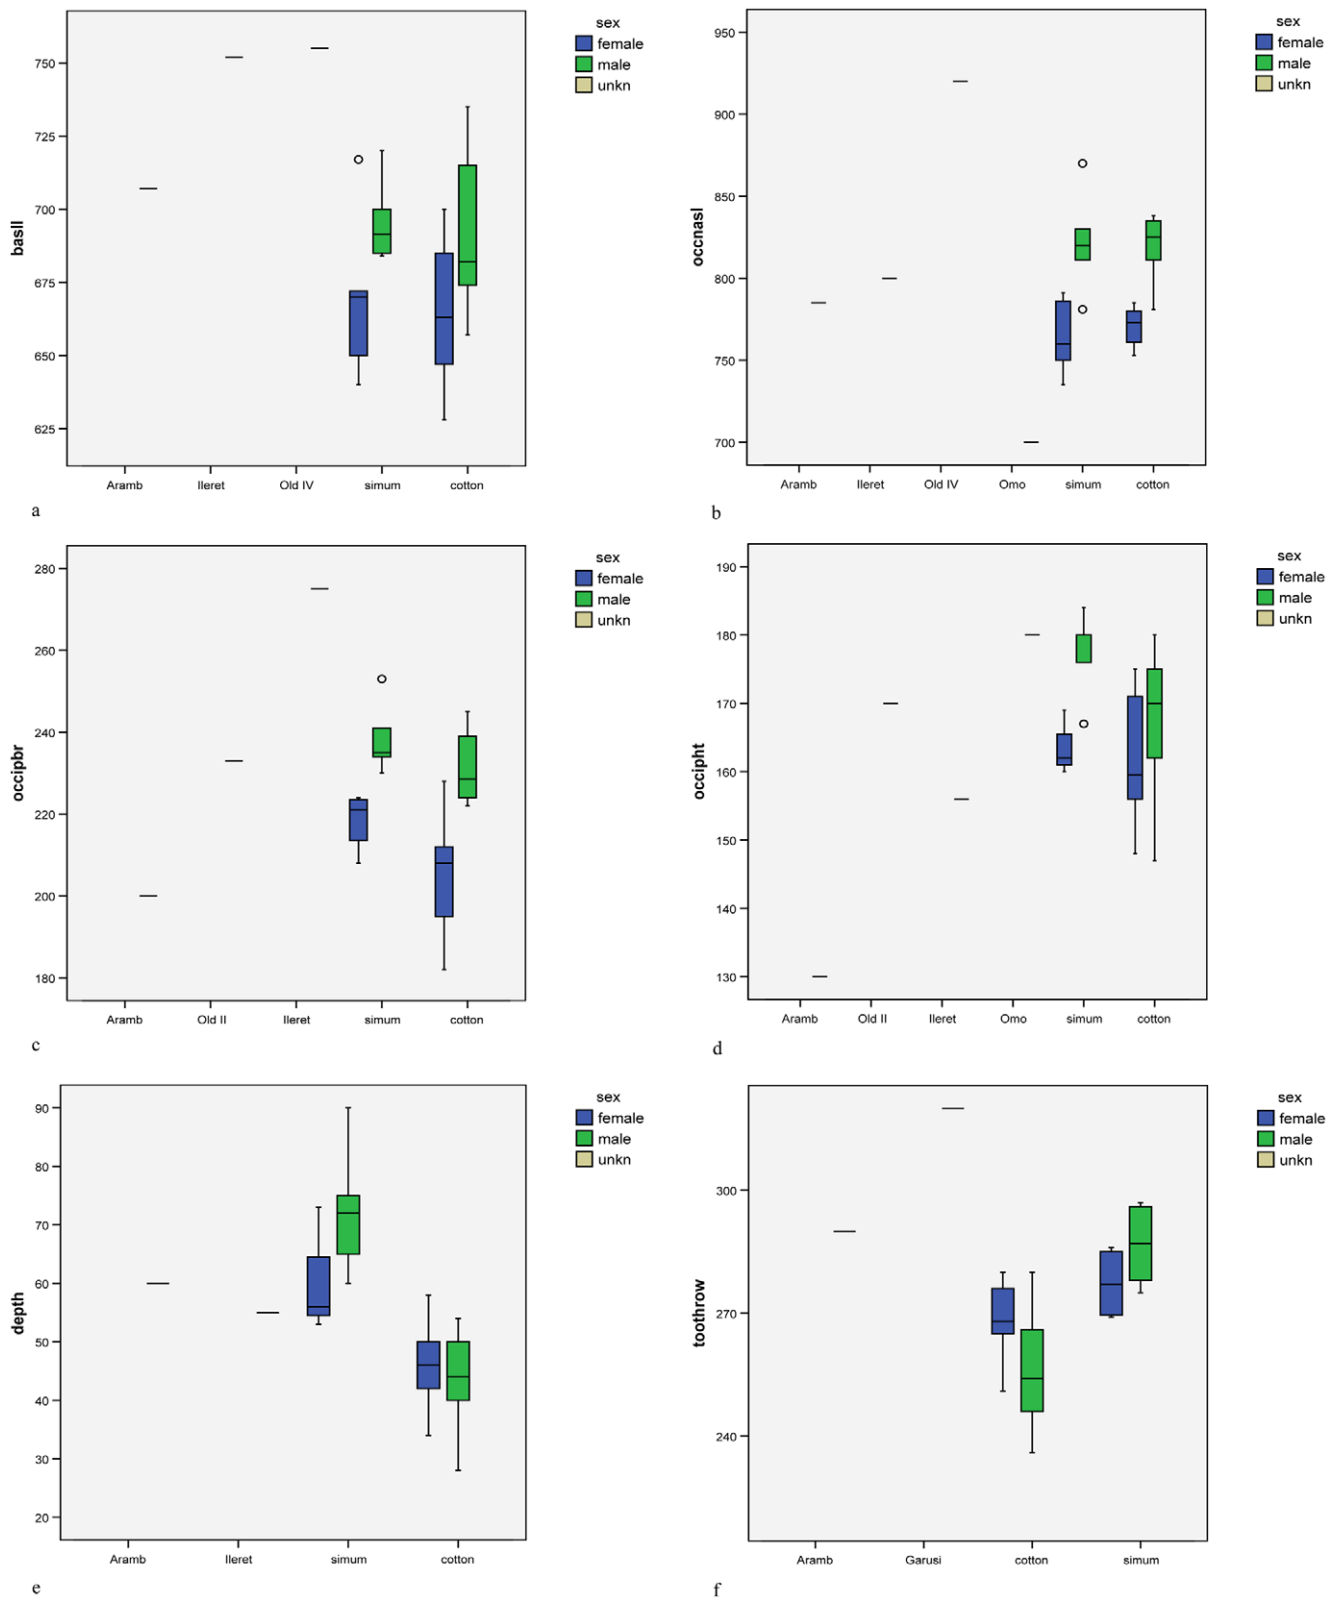 sex
female
male
unkn
750
725
700
675
650
625
basil
Aramb Ileret Old IV simum cotton
a
sex
female
male
unkn
950
900
850
800
750
700
occnasl
Aramb Ileret Old IV Omo simum cotton
b
sex
female
male
unkn
280
260
240
220
200
180
occipbr
Aramb Old II Ileret simum cotton
c
sex
female
male
unkn
190
180
170
160
150
140
130
occipht
Aramb Old II Ileret Omo simum cotton
d
sex
female
male
unkn
90
80
70
60
50
40
30
20
depth
Aramb Ileret simum cotton
e
sex
female
male
unkn
300
270
240
toothrow
Aramb Garusi cotton simum
f